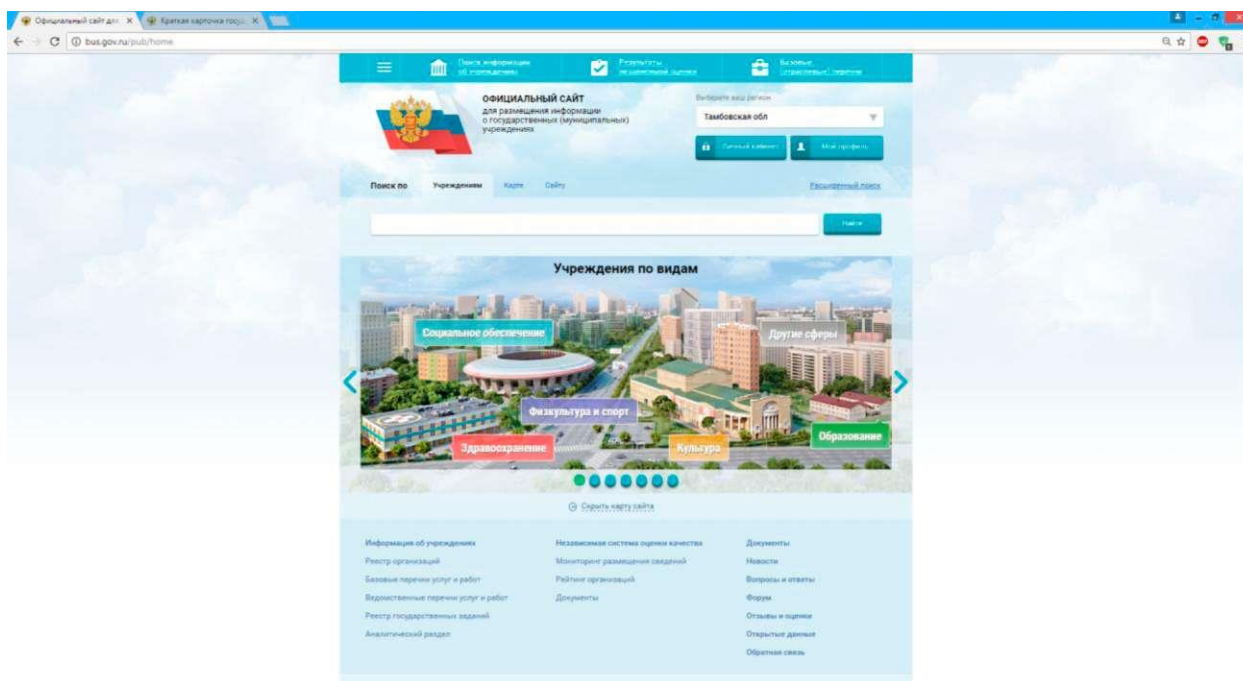 Официальный сайт для
Краткая карточка госу
bus.gov.ru/pub/home
Поиск информации
об учреждениях
Результаты
независимой оценки
Базовые
(отраслевые) перечни
ОФИЦИАЛЬНЫЙ САЙТ
для размещения информации
о государственных (муниципальных)
учреждениях
Выберите ваш регион
Тамбовская обл
Личный кабинет
Мой профиль
Поиск по
Учреждениям
Карте
Сайту
Расширенный поиск
Найти
Учреждения по видам
Социальное обеспечение
Другие сферы
Физкультура и спорт
Здравоохранение
Культура
Образование
Скрыть карту сайта
Информация об учреждениях
Реестр организаций
Базовые перечни услуг и работ
Ведомственные перечни услуг и работ
Реестр государственных заданий
Аналитический раздел
Независимая система оценки качества
Мониторинг размещения сведений
Рейтинг организаций
Документы
Документы
Новости
Вопросы и ответы
Форум
Отзывы и оценки
Открытые данные
Обратная связь